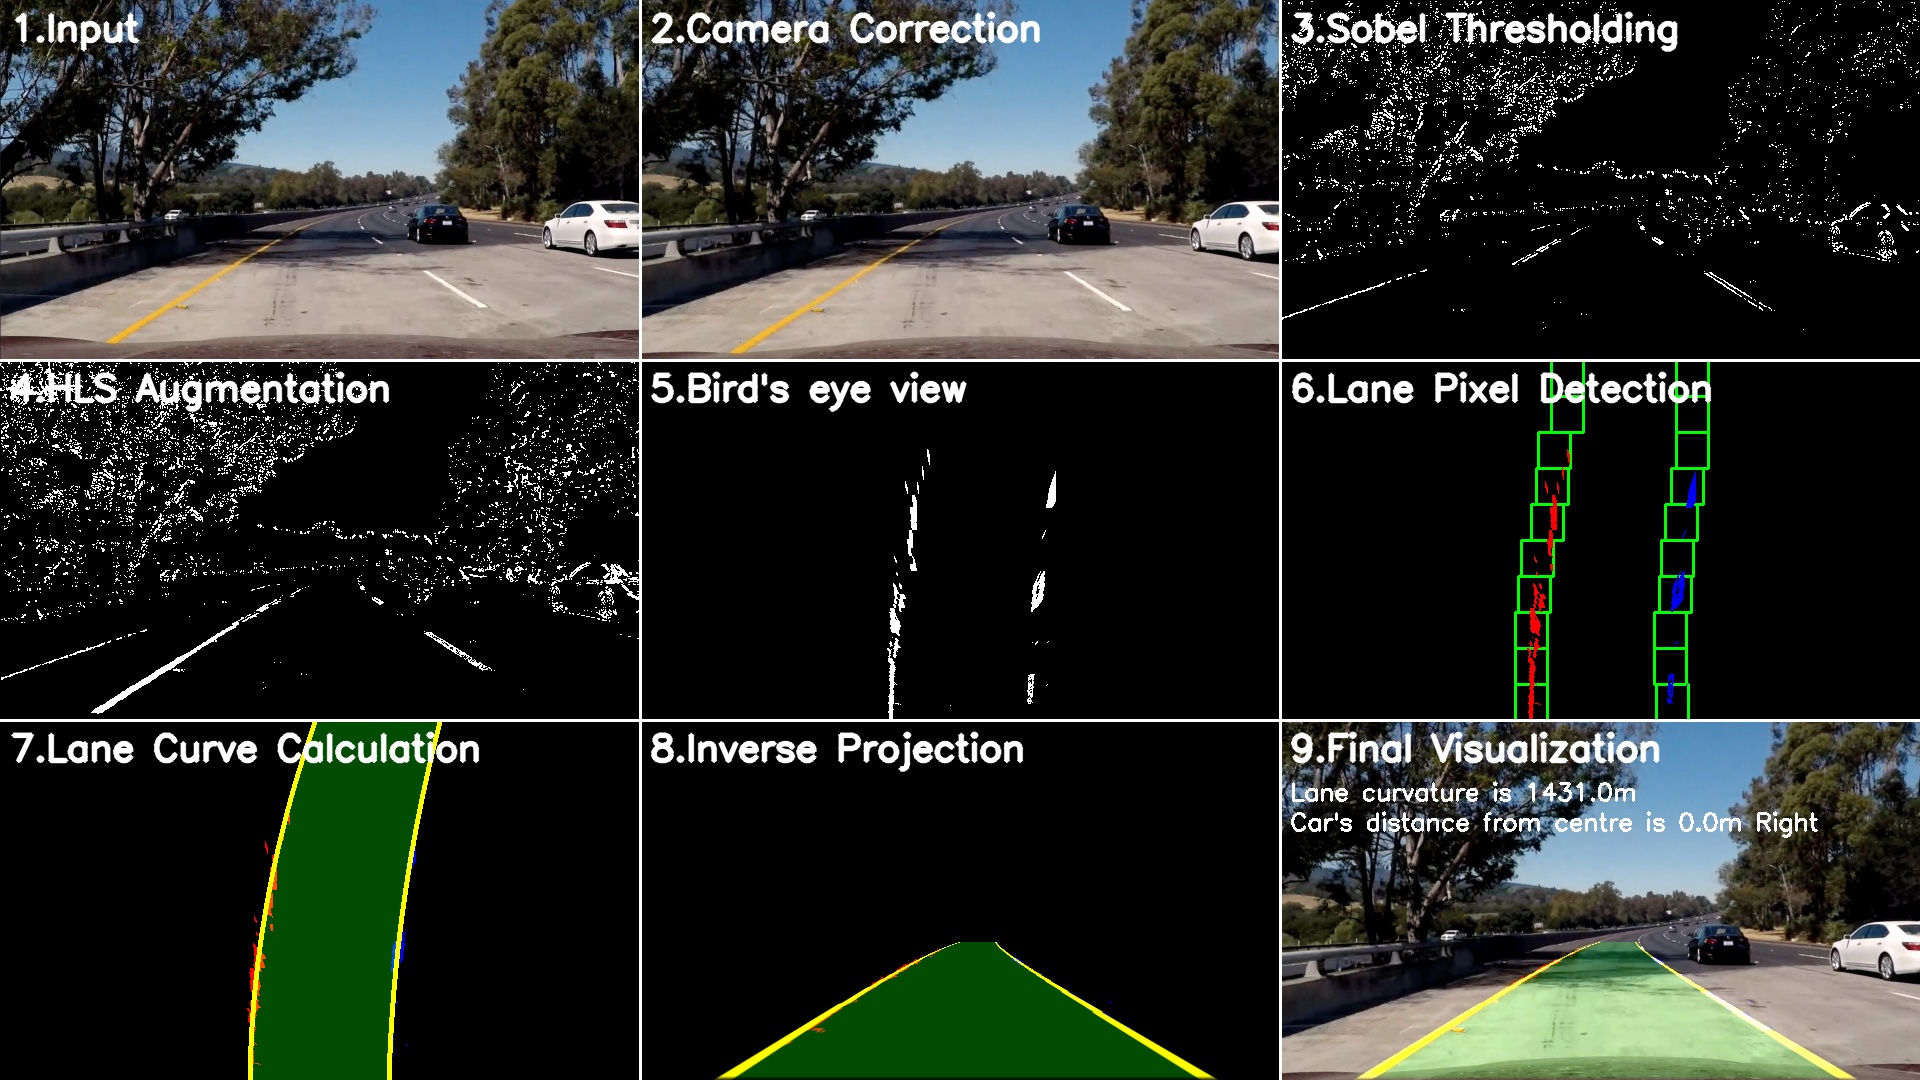 1.Input
2.Camera Correction
3.Sobel Thresholding
4.HLS Augmentation
5.Bird's eye view
6.Lane Pixel Detection
7.Lane Curve Calculation
8.Inverse Projection
9.Final Visualization
Lane curvature is 1431.0m
Car's distance from centre is 0.0m Right